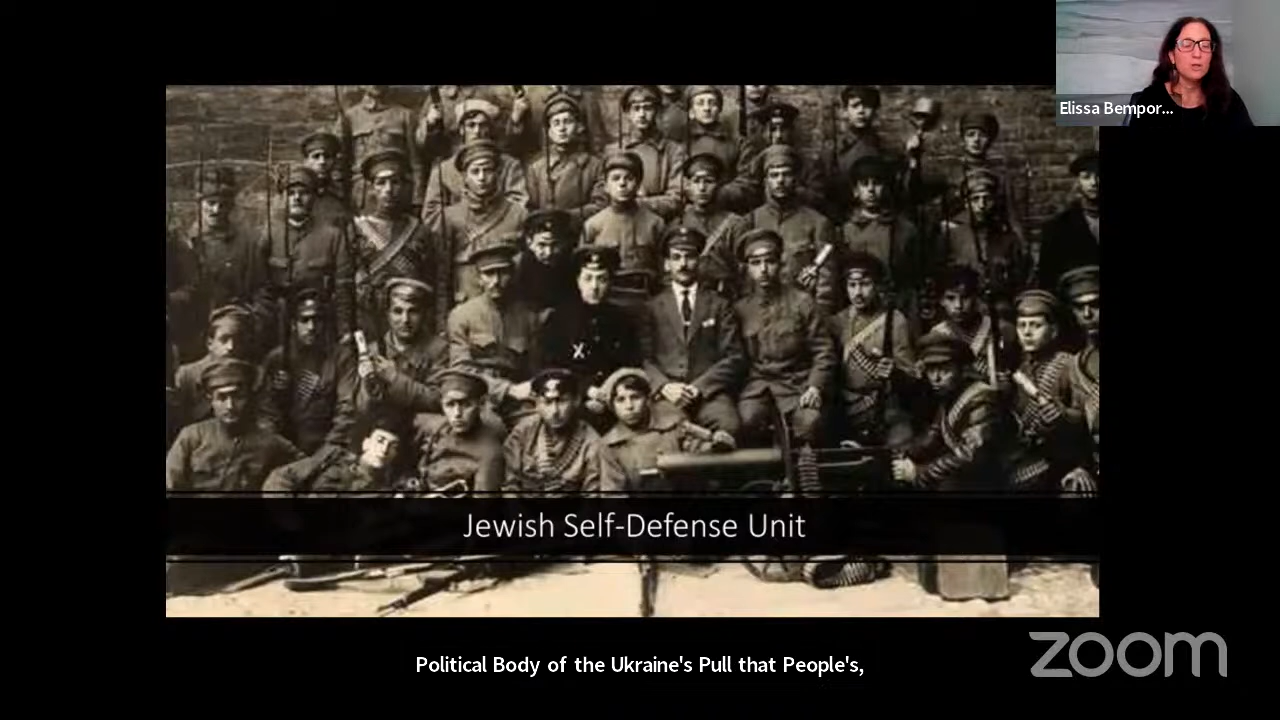 Elissa Bempor...
Jewish Self-Defense Unit
Political Body of the Ukraine's Pull that People's,
zoom